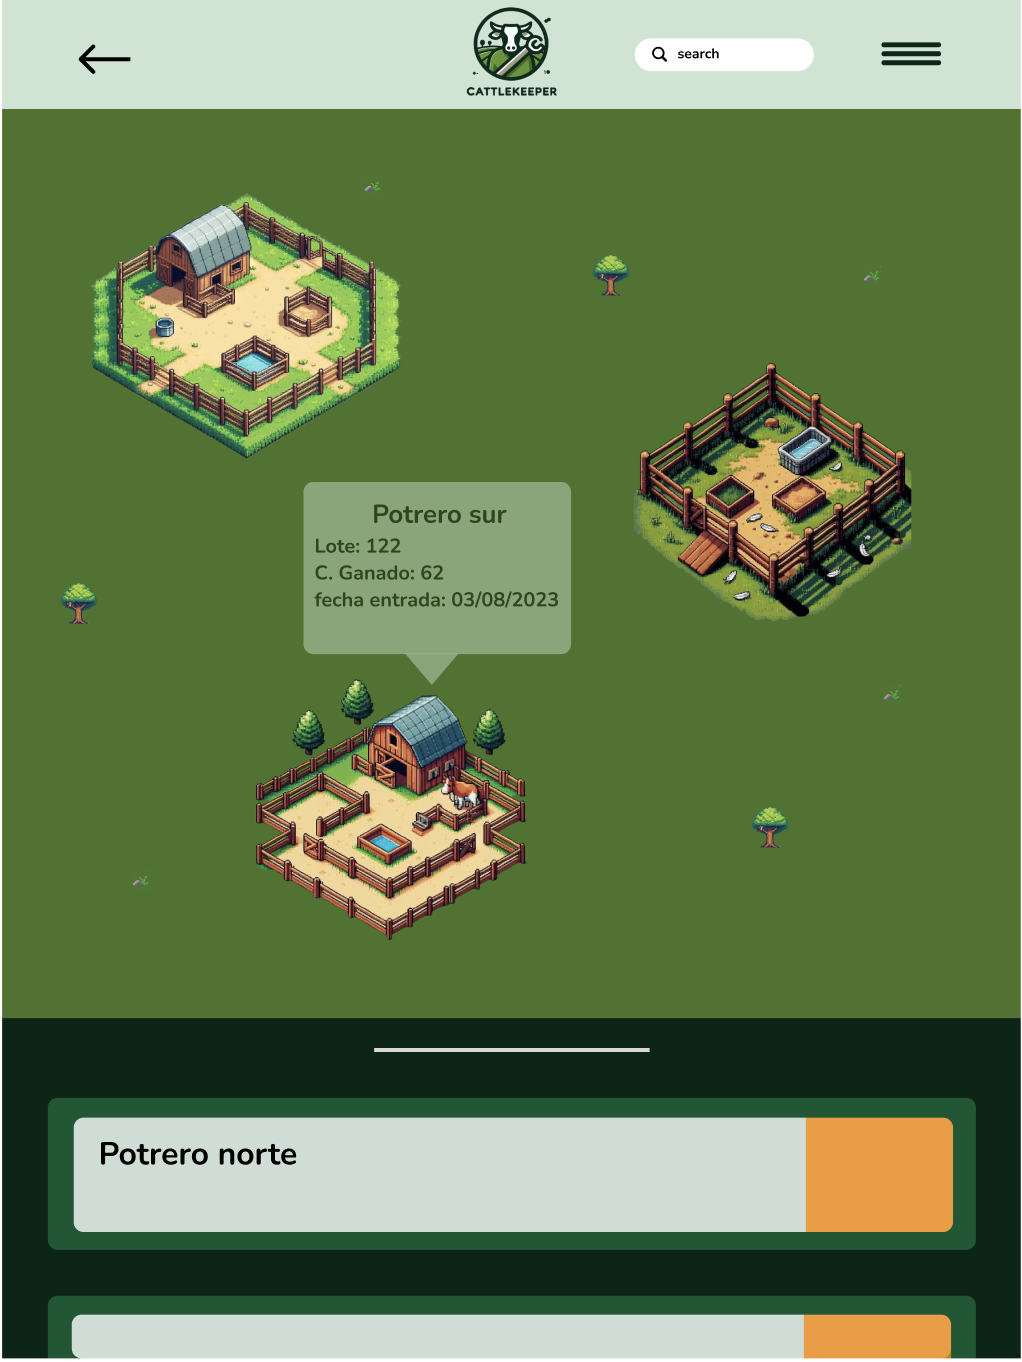 CATTLEKEEPER
search
Potrero sur
Lote: 122
C. Ganado: 62
fecha entrada: 03/08/2023
Potrero norte